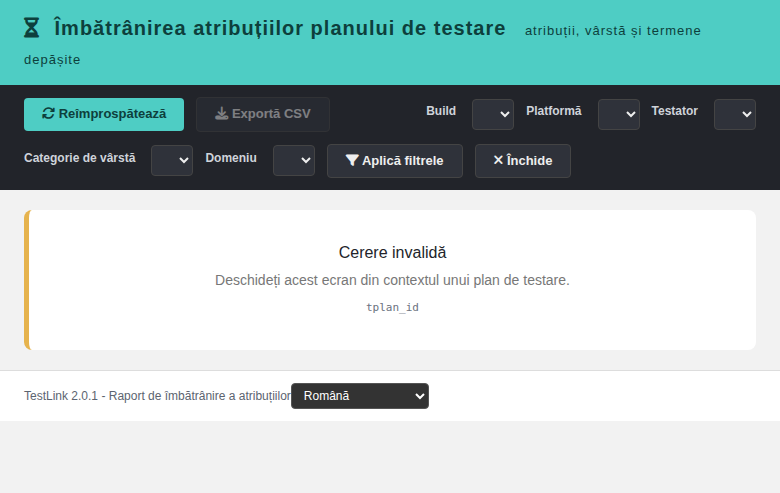 Îmbătrânirea atribuțiilor planului de testare atribuții, vârstă și termene
depășite
Reîmprospătează Exportă CSV Build Platformă Testator
Categorie de vârstă Domeniu Aplică filtrele Închide
Cerere invalidă
Deschideți acest ecran din contextul unui plan de testare.
tplan_id
TestLink 2.0.1 - Raport de îmbătrânire a atribuțiilor Română